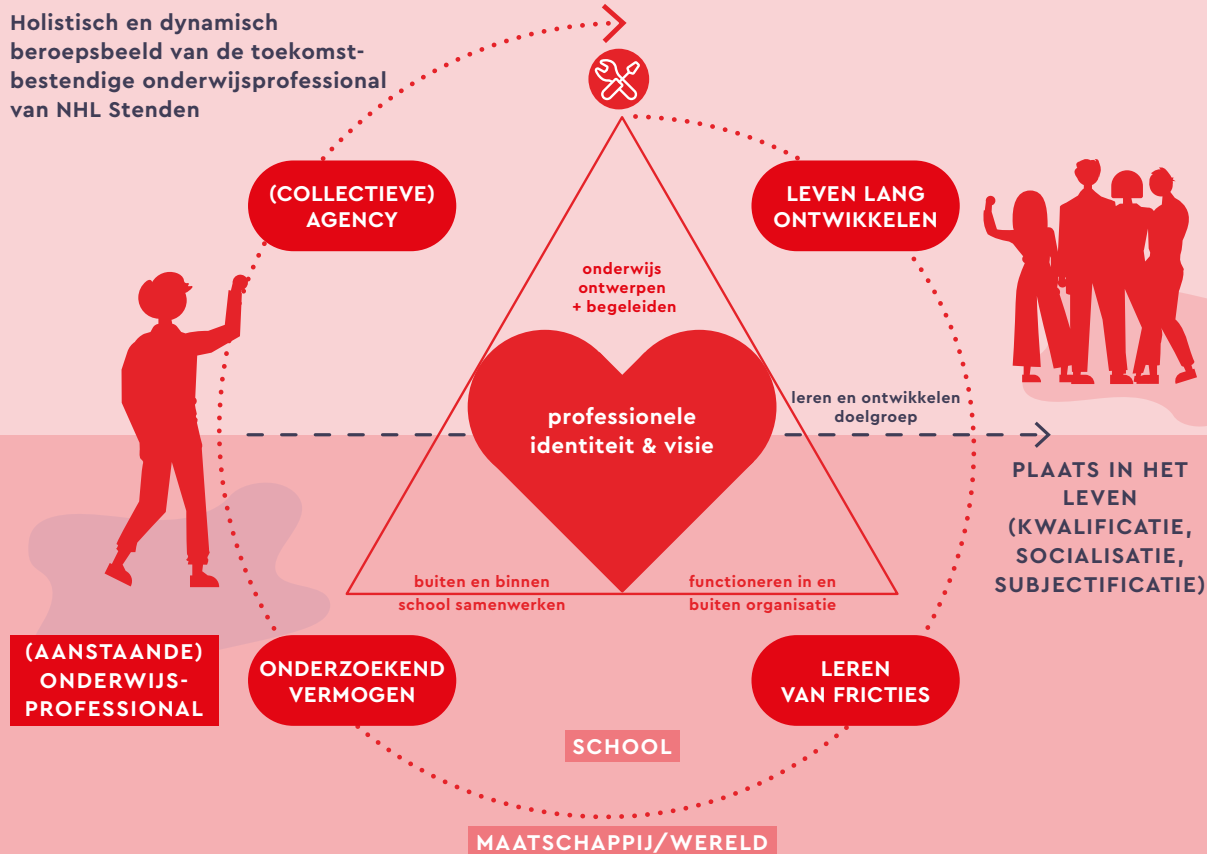 Holistisch en dynamisch
beroepsbeeld van de toekomst-
bestendige onderwijsprofessional
van NHL Stenden
(COLLECTIEVE)
AGENCY
LEVEN LANG
ONTWIKKELEN
onderwijs
ontwerpen
+ begeleiden
professionele
identiteit & visie
leren en ontwikkelen
doelgroep
PLAATS IN HET
LEVEN
(KWALIFICATIE,
SOCIALISATIE,
SUBJECTIFICATIE)
buiten en binnen
school samenwerken
functioneren in en
buiten organisatie
(AANSTAANDE)
ONDERWIJS-
PROFESSIONAL
ONDERZOEKEND
VERMOGEN
LEREN
VAN FRICTIES
SCHOOL
MAATSCHAPPIJ/WERELD